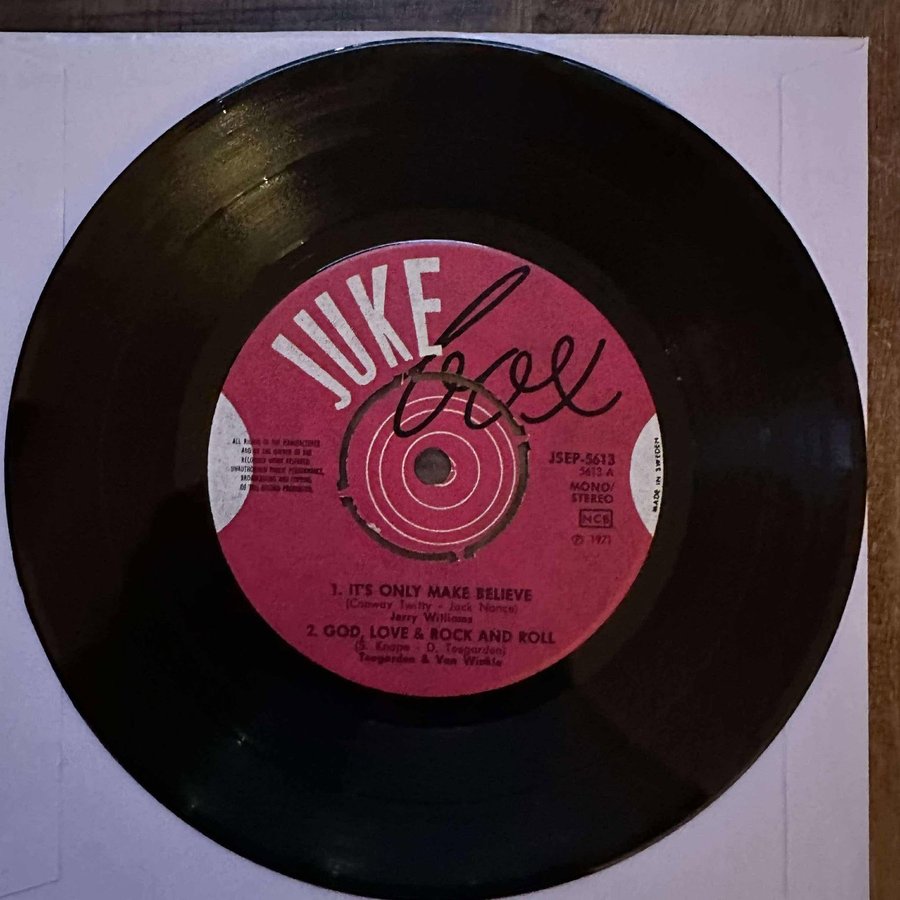 JUKE
box
ALL RIGHTS OF THE MANUFACTURER
AND OF THE OWNER OF THE
RECORDED WORK RESERVED.
UNAUTHORISED PUBLIC PERFORMANCE,
BROADCASTING AND COPYING
OF THIS RECORD PROHIBITED.
JSEP-5613
5613 A
MONO/
STEREO
NCB
℗ 1971
MADE IN SWEDEN
1. IT'S ONLY MAKE BELIEVE
(Conway Twitty - Jack Nance)
Jerry Williams
2. GOD, LOVE & ROCK AND ROLL
(S. Knape - D. Teegarden)
Teegarden & Van Winkle